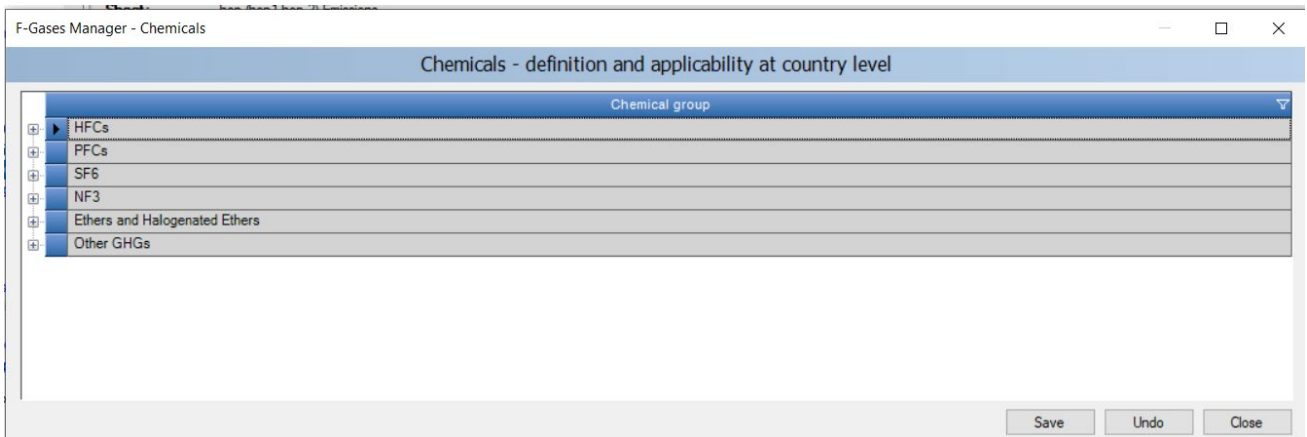 F-Gases Manager - Chemicals
Chemicals - definition and applicability at country level
Chemical group
HFCs
PFCs
SF6
NF3
Ethers and Halogenated Ethers
Other GHGs
Save Undo Close